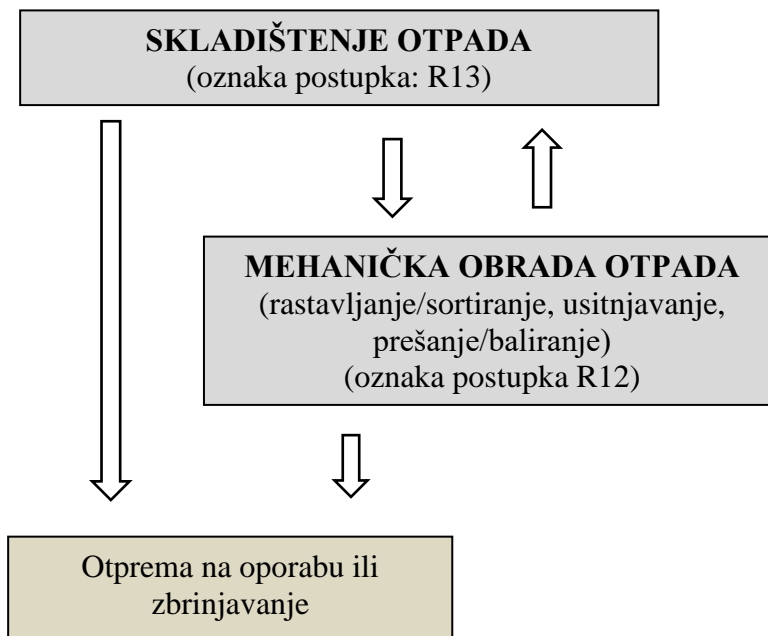 SKLADIŠTENJE OTPADA
(oznaka postupka: R13)
MEHANIČKA OBRADA OTPADA
(rastavljanje/sortiranje, usitnjavanje,
prešanje/baliranje)
(oznaka postupka R12)
Otprema na oporabu ili
zbrinjavanje